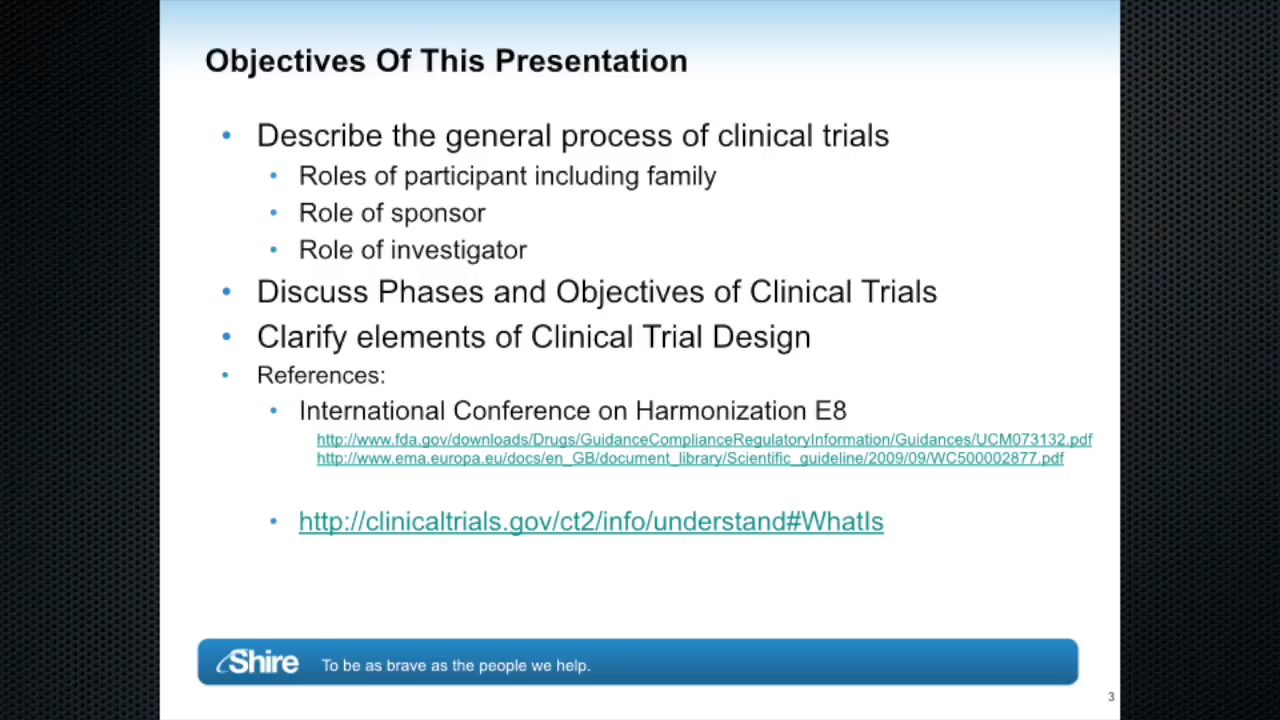 Objectives Of This Presentation
• Describe the general process of clinical trials
• Roles of participant including family
• Role of sponsor
• Role of investigator
• Discuss Phases and Objectives of Clinical Trials
• Clarify elements of Clinical Trial Design
• References:
• International Conference on Harmonization E8
http://www.fda.gov/downloads/Drugs/GuidanceComplianceRegulatoryInformation/Guidances/UCM073132.pdf
http://www.ema.europa.eu/docs/en_GB/document_library/Scientific_guideline/2009/09/WC500002877.pdf
• http://clinicaltrials.gov/ct2/info/understand#WhatIs
Shire To be as brave as the people we help.
3